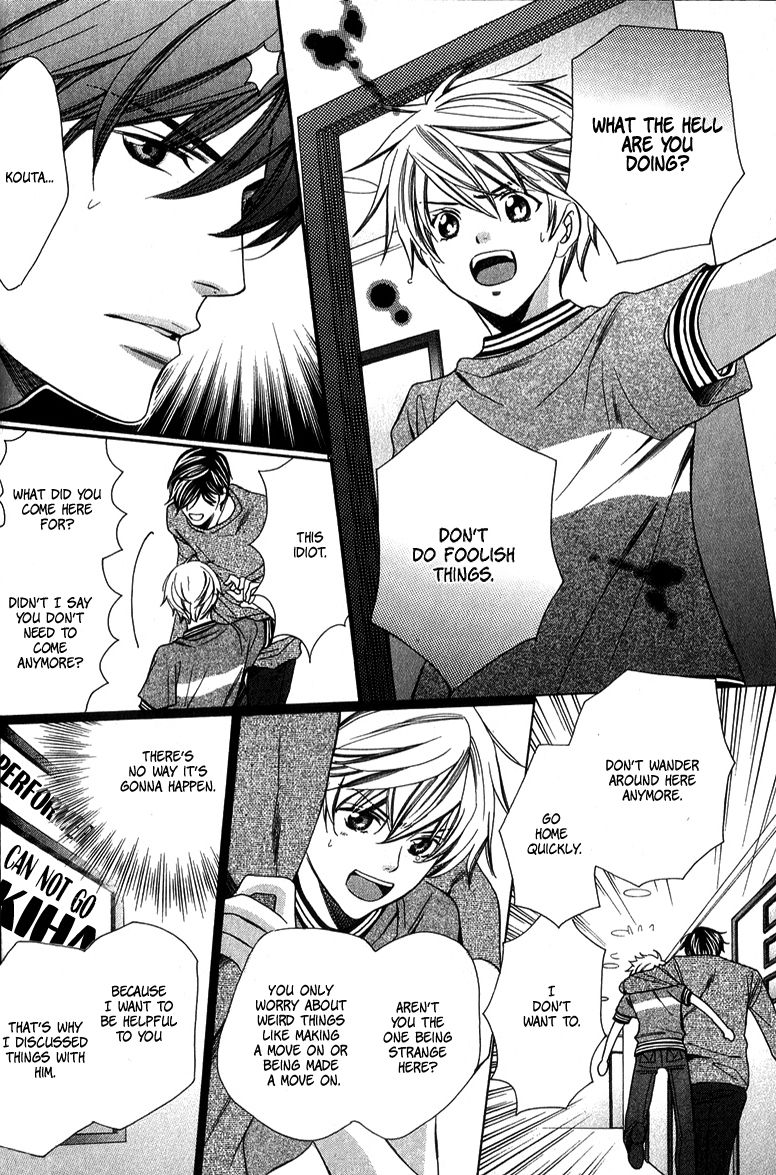 WHAT THE HELL
ARE YOU
DOING?
DON'T
DO FOOLISH
THINGS.
KOUTA...
THIS
IDIOT.
WHAT DID YOU
COME HERE
FOR?
DIDN'T I SAY
YOU DON'T
NEED TO
COME
ANYMORE?
DON'T WANDER
AROUND HERE
ANYMORE.
GO
HOME
QUICKLY.
I
DON'T
WANT TO.
AREN'T
YOU THE
ONE BEING
STRANGE
HERE?
YOU ONLY
WORRY ABOUT
WEIRD THINGS
LIKE MAKING
A MOVE ON OR
BEING MADE
A MOVE ON.
THERE'S
NO WAY IT'S
GONNA HAPPEN.
CAN NOT GO
BECAUSE
I WANT TO
BE HELPFUL
TO YOU
THAT'S WHY
I DISCUSSED
THINGS WITH
HIM.